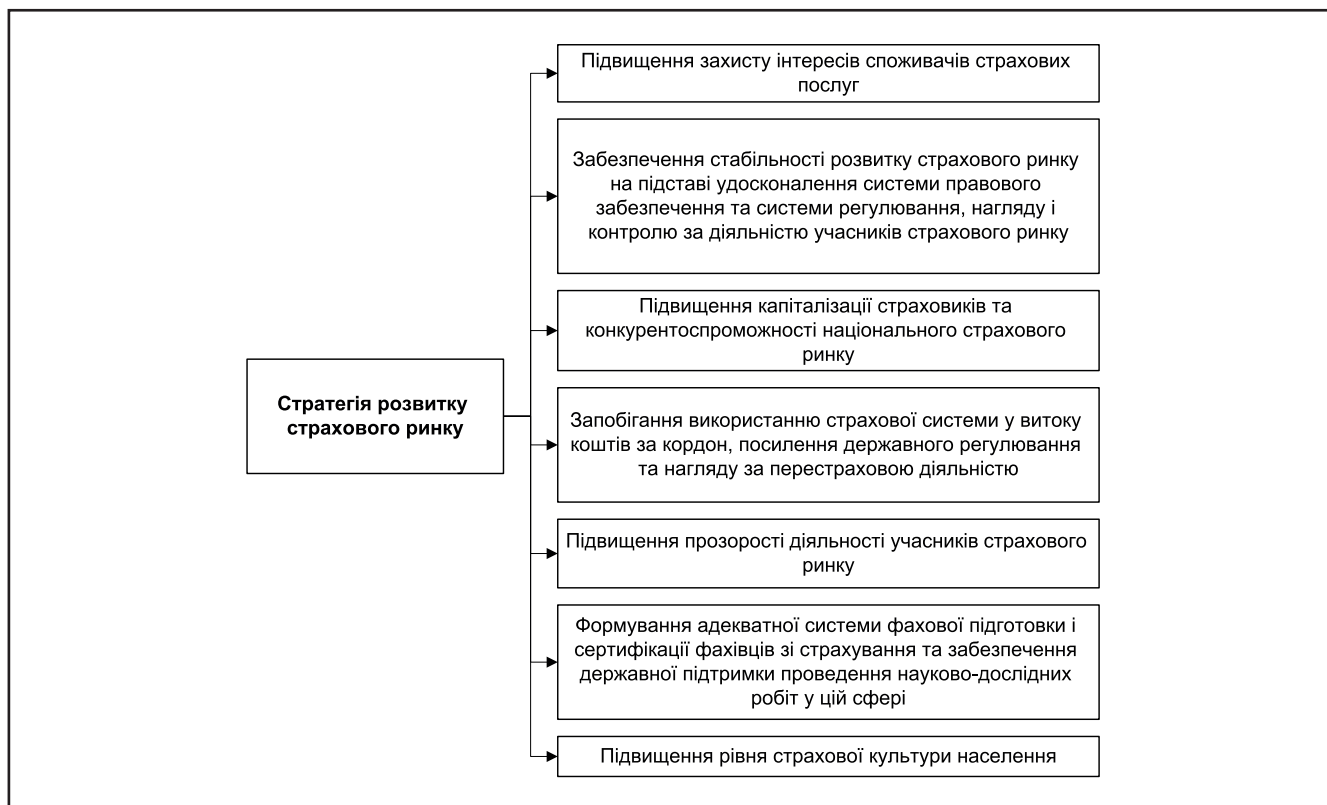 Підвищення захисту інтересів споживачів страхових
послуг
Забезпечення стабільності розвитку страхового ринку
на підставі удосконалення системи правового
забезпечення та системи регулювання, нагляду і
контролю за діяльністю учасників страхового ринку
Підвищення капіталізації страховиків та
конкурентоспроможності національного страхового
ринку
Стратегія розвитку
страхового ринку
Запобігання використанню страхової системи у витоку
коштів за кордон, посилення державного регулювання
та нагляду за перестраховою діяльністю
Підвищення прозорості діяльності учасників страхового
ринку
Формування адекватної системи фахової підготовки і
сертифікації фахівців зі страхування та забезпечення
державної підтримки проведення науково-дослідних
робіт у цій сфері
Підвищення рівня страхової культури населення